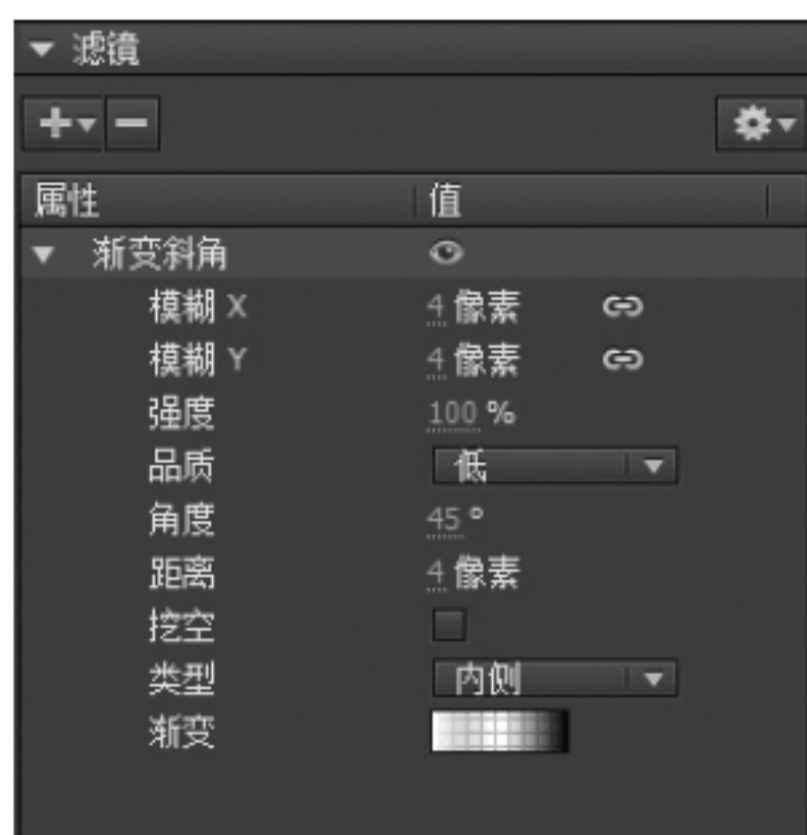 滤镜
属性 值
渐变斜角
模糊 X 4 像素
模糊 Y 4 像素
强度 100 %
品质 低
角度 45 °
距离 4 像素
挖空
类型 内侧
渐变